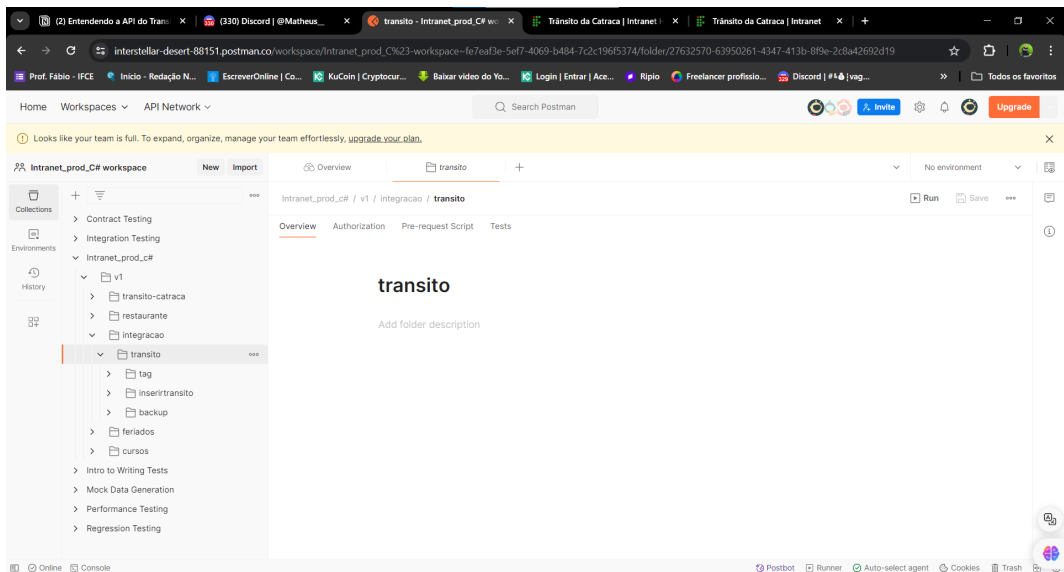 (2) Entendendo a API do Trans
(330) Discord | @Matheus_
transito - Intranet_prod_C# wo
Trânsito da Catraca | Intranet
Trânsito da Catraca | Intranet
interstellar-desert-88151.postman.co/workspace/Intranet_prod_C%23-workspace~fe7eaf3e-5ef7-4069-b484-7c2c196f5374/folder/27632570-63950261-4347-413b-8f9e-2c8a42692d19
Prof. Fábio - IFCE
Início - Redação N...
EscreverOnline | Co...
KuCoin | Cryptocur...
Baixar video do Yo...
Login | Entrar | Ace...
Ripio
Freelancer profissio...
Discord |
Todos os favoritos
Home Workspaces API Network
Search Postman
Invite
Upgrade
Looks like your team is full. To expand, organize, manage your team effortlessly, upgrade your plan.
Intranet_prod_C# workspace
New Import
Overview
transito
No environment
Collections
Environments
History
Contract Testing
Integration Testing
Intranet_prod_c#
v1
transito-catraca
restaurante
integracao
transito
tag
inserirtransito
backup
feriados
cursos
Intro to Writing Tests
Mock Data Generation
Performance Testing
Regression Testing
Intranet_prod_c# / v1 / integracao / transito
Run Save
Overview Authorization Pre-request Script Tests
transito
Add folder description
Online Console
Postbot Runner Auto-select agent Cookies Trash